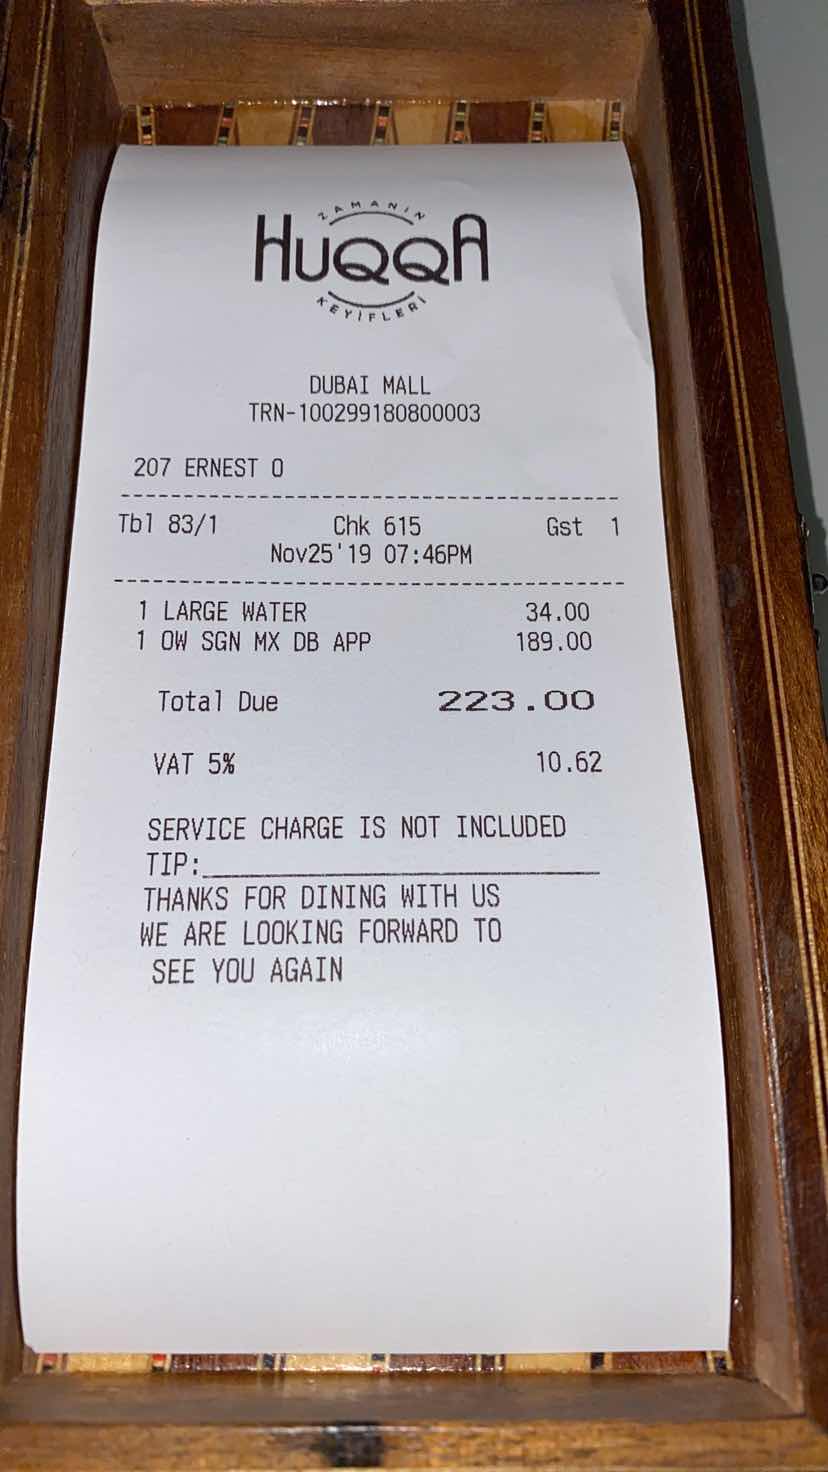 ZAMANIN
HUQQA
KEYİFLERİ
DUBAI MALL
TRN-100299180800003
207 ERNEST O
Tbl 83/1 Chk 615 Gst 1
Nov25'19 07:46PM
1 LARGE WATER 34.00
1 OW SGN MX DB APP 189.00
Total Due 223.00
VAT 5% 10.62
SERVICE CHARGE IS NOT INCLUDED
TIP:
THANKS FOR DINING WITH US
WE ARE LOOKING FORWARD TO
SEE YOU AGAIN